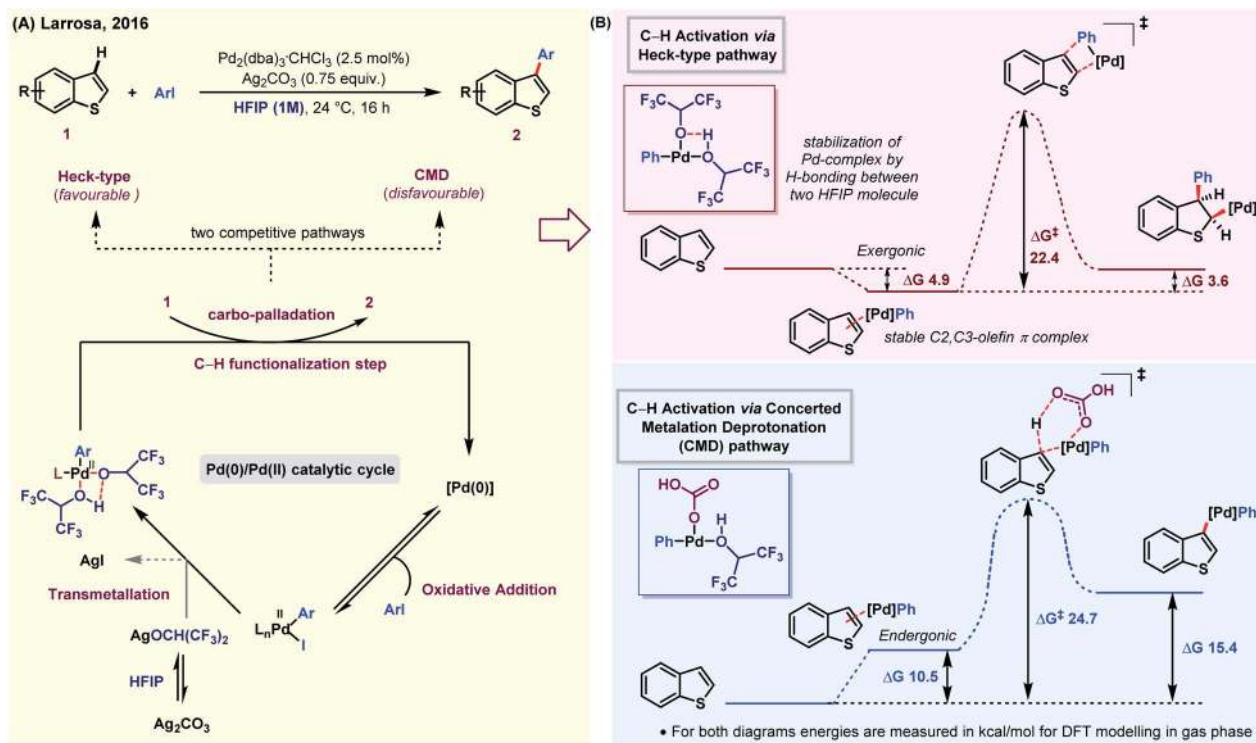 (A) Larrosa, 2016
H
R
S
1
+
ArI
Pd2(dba)3·CHCl3 (2.5 mol%)
Ag2CO3 (0.75 equiv.)
HFIP (1M), 24 °C, 16 h
Ar
R
S
2
Heck-type
(favourable )
CMD
(disfavourable)
two competitive pathways
1
2
carbo-palladation
C–H functionalization step
Ar
L-PdII-O
CF3
CF3
F3C
O
H
CF3
Pd(0)/Pd(II) catalytic cycle
[Pd(0)]
AgI
Transmetallation
Oxidative Addition
ArI
II
LnPd
Ar
I
AgOCH(CF3)2
HFIP
Ag2CO3
(B)
C–H Activation via
Heck-type pathway
Ph
[Pd]
S
‡
F3C
CF3
O
H
Ph-Pd-O
CF3
F3C
stabilization of
Pd-complex by
H-bonding between
two HFIP molecule
S
Exergonic
ΔG 4.9
ΔG‡
22.4
Ph
H
[Pd]
S
H
ΔG 3.6
[Pd]Ph
S
stable C2,C3-olefin π complex
C–H Activation via Concerted
Metalation Deprotonation
(CMD) pathway
O
OH
H
O
[Pd]Ph
S
‡
HO
O
O
H
Ph-Pd-O
CF3
F3C
[Pd]Ph
S
[Pd]Ph
S
Endergonic
ΔG‡ 24.7
ΔG 15.4
ΔG 10.5
S
• For both diagrams energies are measured in kcal/mol for DFT modelling in gas phase